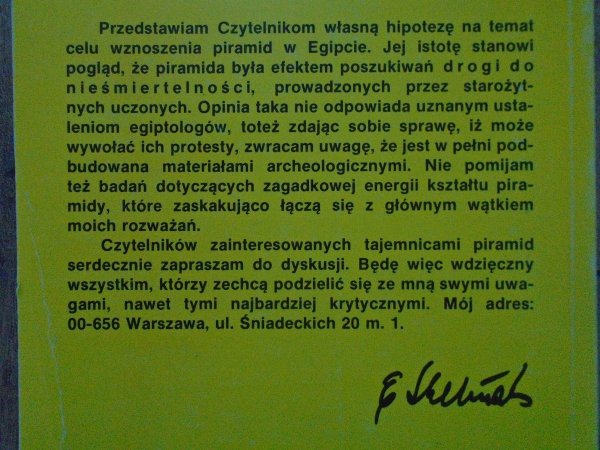 Przedstawiam Czytelnikom własną hipotezę na temat
celu wznoszenia piramid w Egipcie. Jej istotę stanowi
pogląd, że piramida była efektem poszukiwań drogi do
nieśmiertelności, prowadzonych przez starożyt-
nych uczonych. Opinia taka nie odpowiada uznanym usta-
leniom egiptologów, toteż zdając sobie sprawę, iż może
wywołać ich protesty, zwracam uwagę, że jest w pełni pod-
budowana materiałami archeologicznymi. Nie pomijam
też badań dotyczących zagadkowej energii kształtu pira-
midy, które zaskakująco łączą się z głównym wątkiem
moich rozważań.
Czytelników zainteresowanych tajemnicami piramid
serdecznie zapraszam do dyskusji. Będę więc wdzięczny
wszystkim, którzy zechcą podzielić się ze mną swymi uwa-
gami, nawet tymi najbardziej krytycznymi. Mój adres:
00-656 Warszawa, ul. Śniadeckich 20 m. 1.